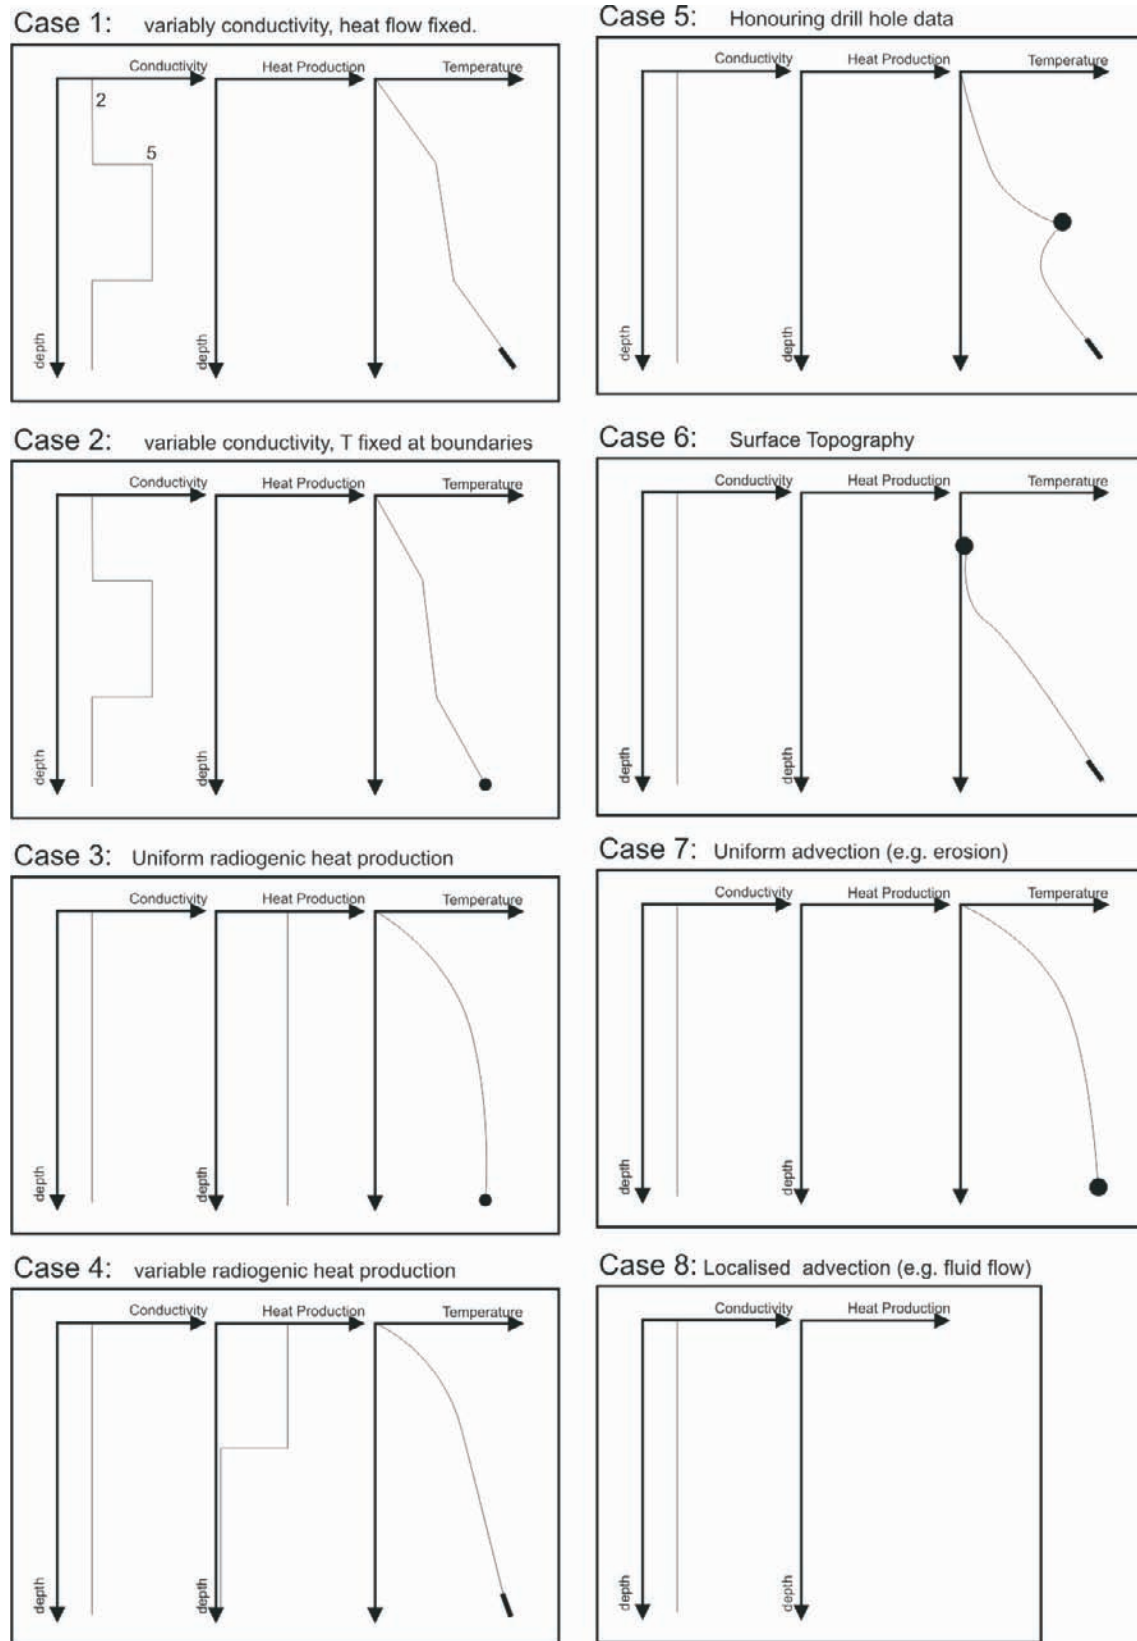 Case 1: variably conductivity, heat flow fixed.
Conductivity Heat Production Temperature
2
5
depth depth
Case 2: variable conductivity, T fixed at boundaries
Conductivity Heat Production Temperature
depth depth
Case 3: Uniform radiogenic heat production
Conductivity Heat Production Temperature
depth depth
Case 4: variable radiogenic heat production
Conductivity Heat Production Temperature
depth depth
Case 5: Honouring drill hole data
Conductivity Heat Production Temperature
depth depth
Case 6: Surface Topography
Conductivity Heat Production Temperature
depth depth
Case 7: Uniform advection (e.g. erosion)
Conductivity Heat Production Temperature
depth depth
Case 8: Localised advection (e.g. fluid flow)
Conductivity Heat Production
depth depth